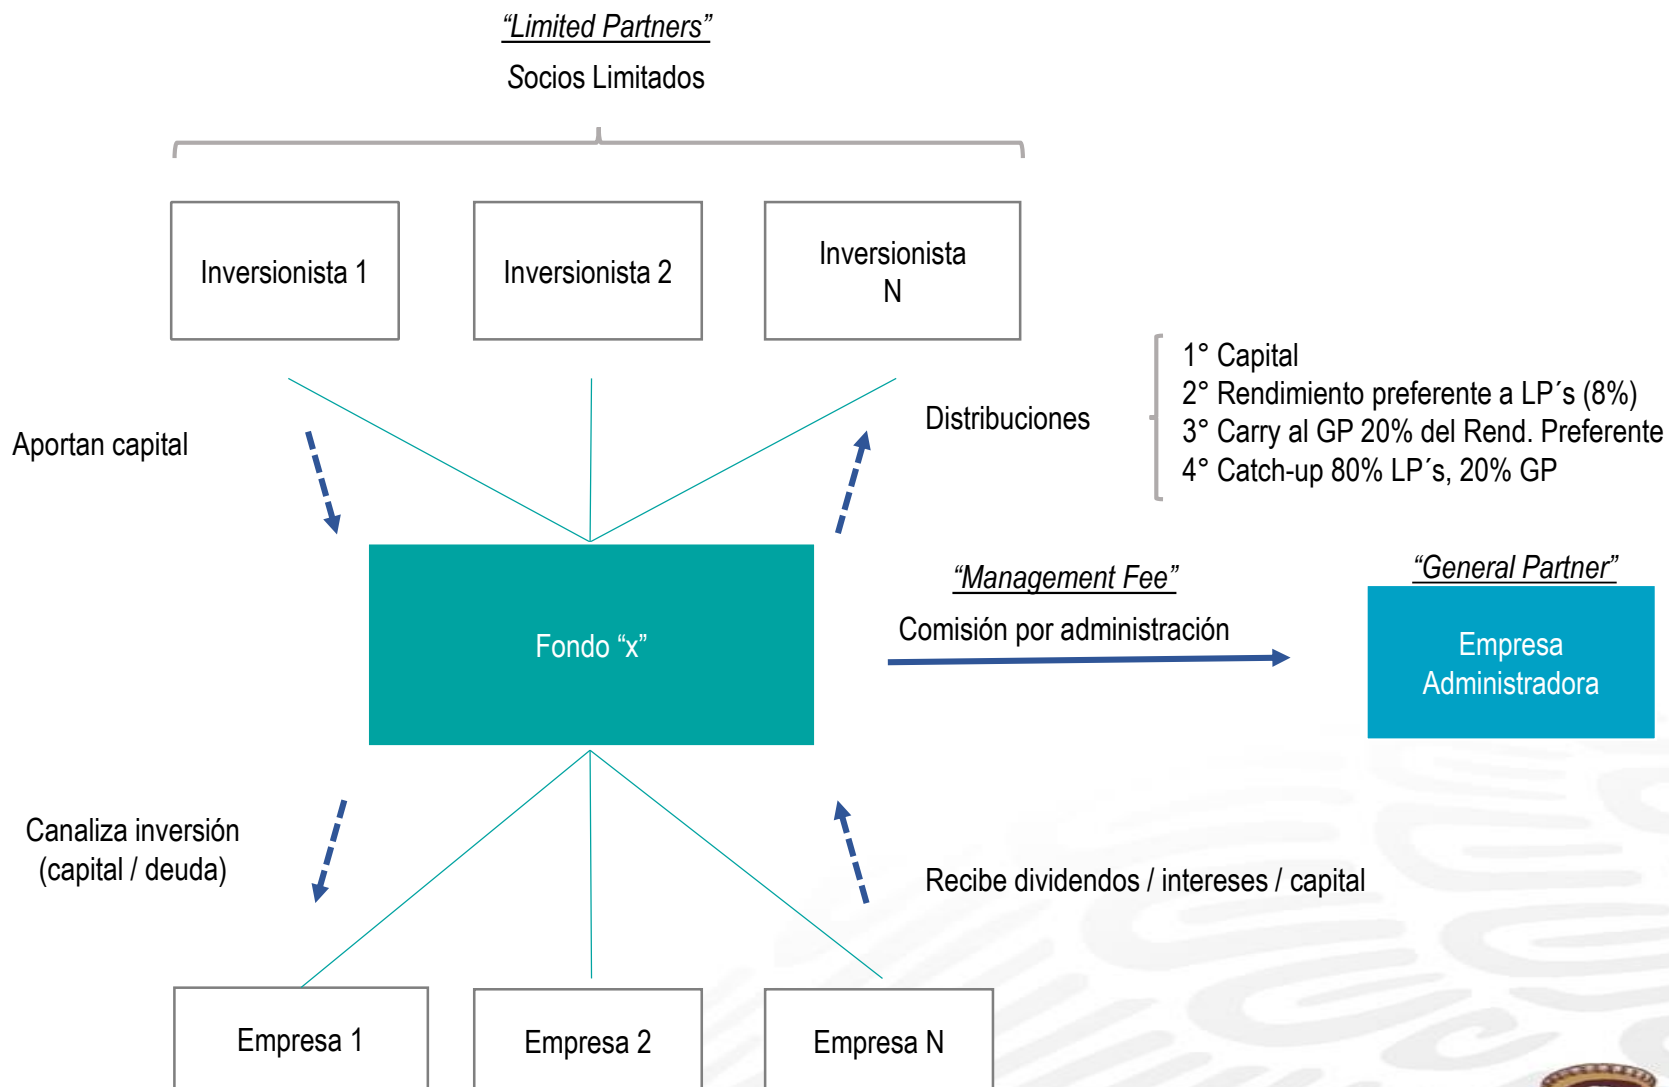 “Limited Partners”
Socios Limitados
Inversionista 1
Inversionista 2
Inversionista
N
Aportan capital
Distribuciones
1° Capital
2° Rendimiento preferente a LP´s (8%)
3° Carry al GP 20% del Rend. Preferente
4° Catch-up 80% LP´s, 20% GP
Fondo “x”
“Management Fee”
Comisión por administración
“General Partner”
Empresa
Administradora
Canaliza inversión
(capital / deuda)
Recibe dividendos / intereses / capital
Empresa 1
Empresa 2
Empresa N